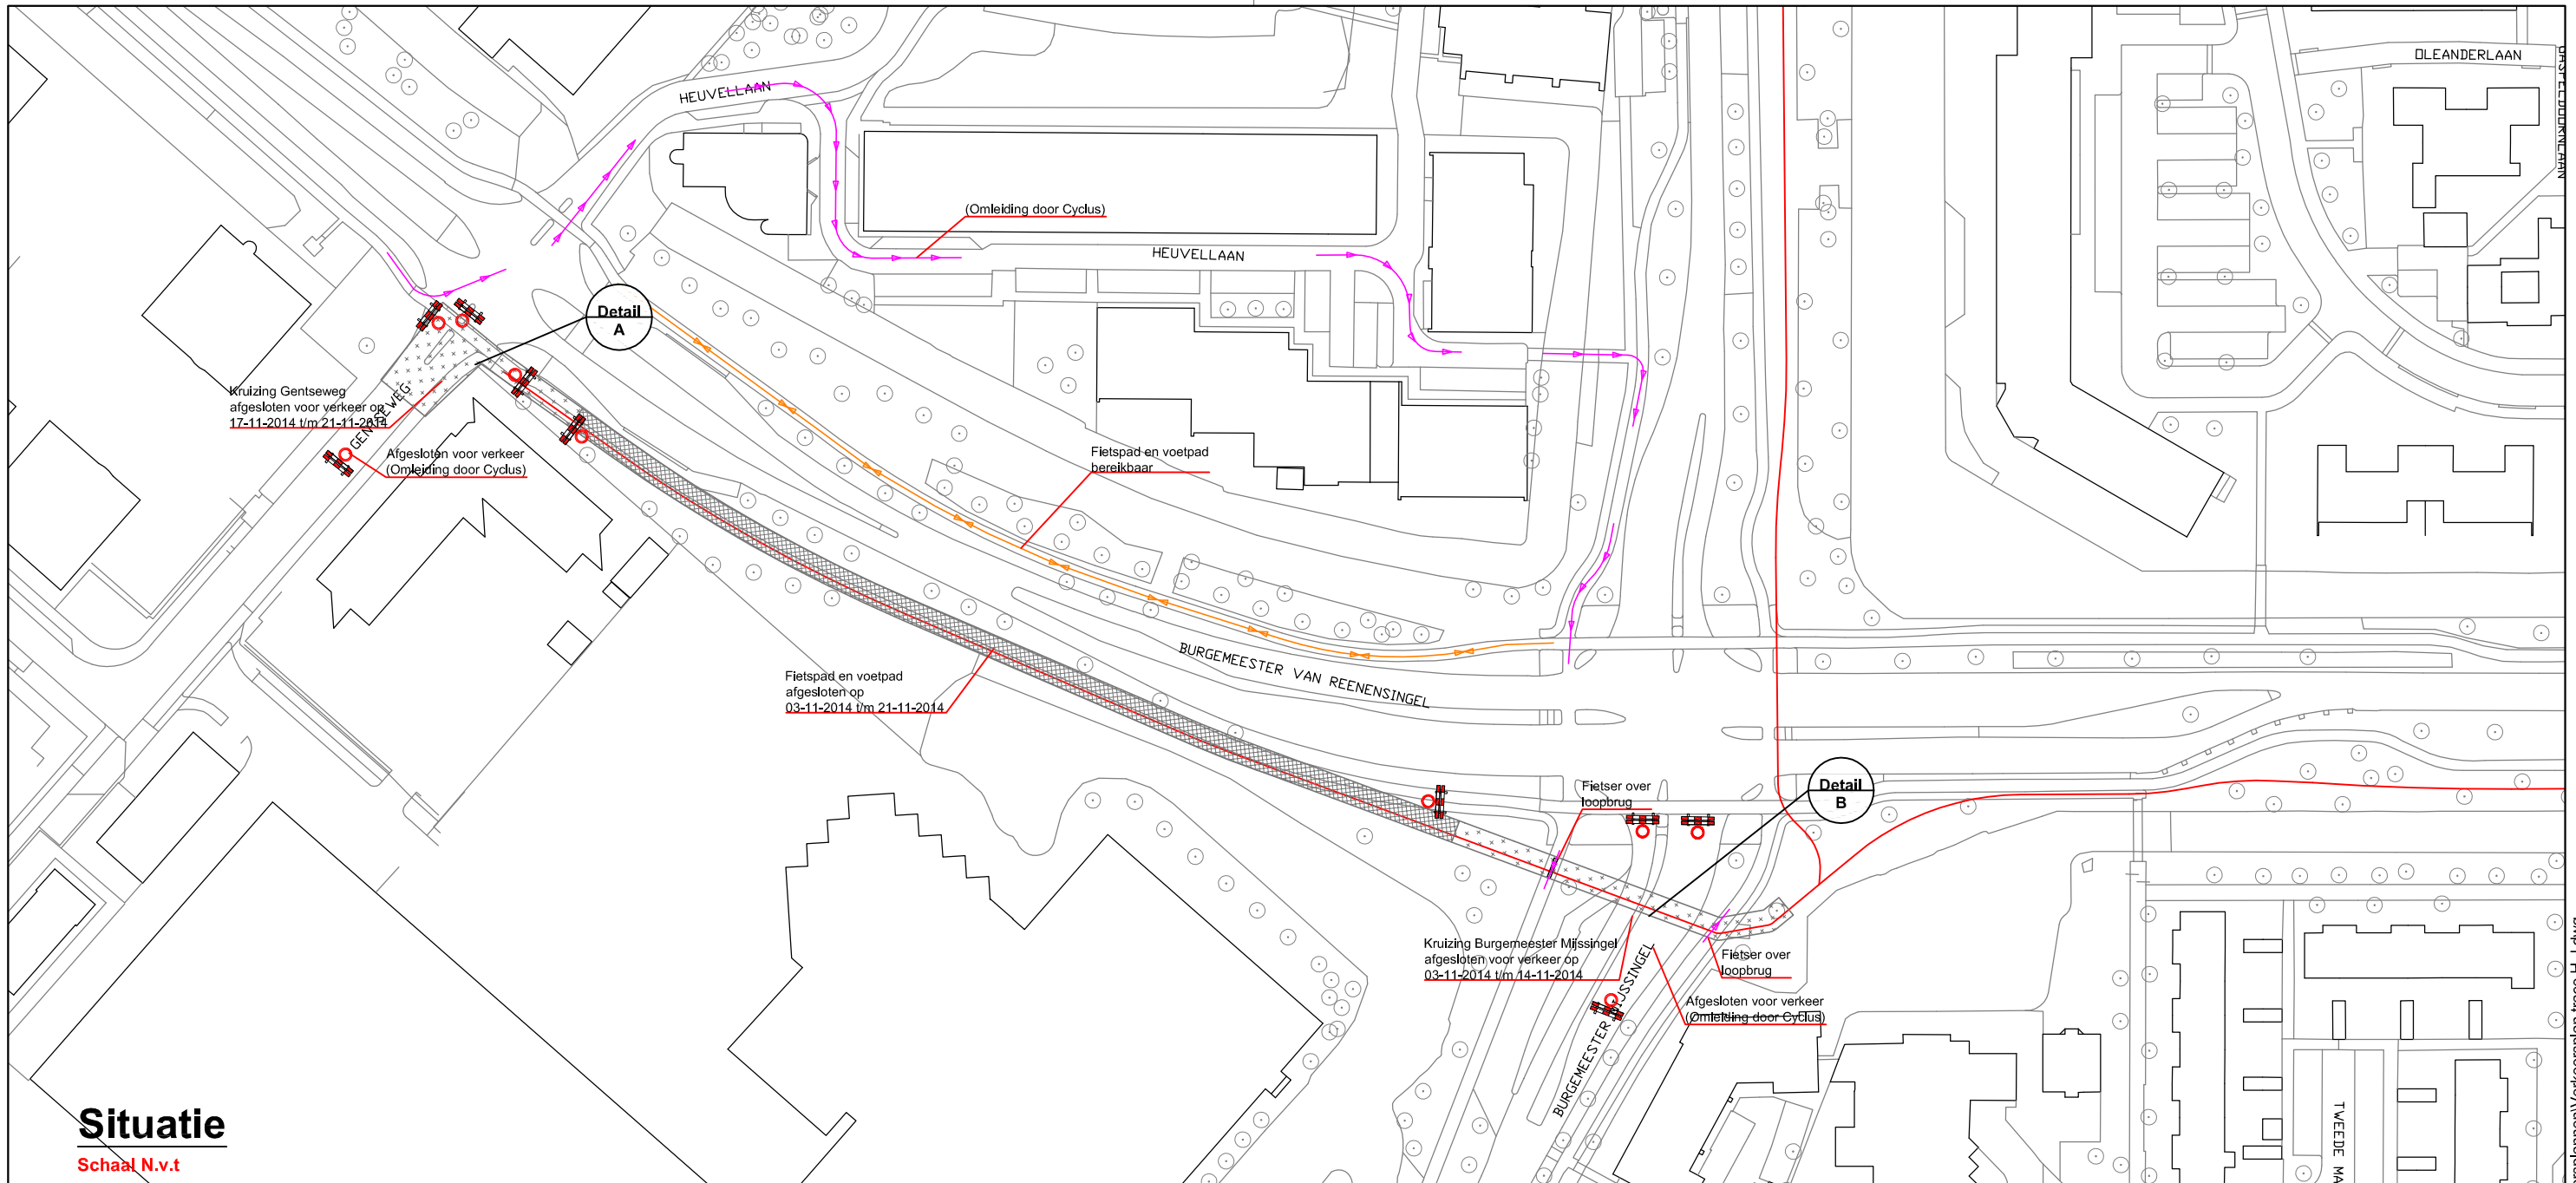 HEUVELLAAN
OLEANDERLAAN
(Omleiding door Cyclus)
HEUVELLAAN
Detail
A
Kruizing Gentseweg
afgesloten voor verkeer op
17-11-2014 t/m 21-11-2014
GENTSEWEG
Afgesloten voor verkeer
(Omleiding door Cyclus)
Fietspad en voetpad
bereikbaar
BURGEMEESTER VAN REENENSINGEL
Fietspad en voetpad
afgesloten op
03-11-2014 t/m 21-11-2014
Fietser over
loopbrug
Detail
B
Kruizing Burgemeester Mijssingel
afgesloten voor verkeer op
03-11-2014 t/m 14-11-2014
Fietser over
loopbrug
Afgesloten voor verkeer
(Omleiding door Cyclus)
BURGEMEESTER MIJSSINGEL
TWEEDE
Situatie
Schaal N.v.t